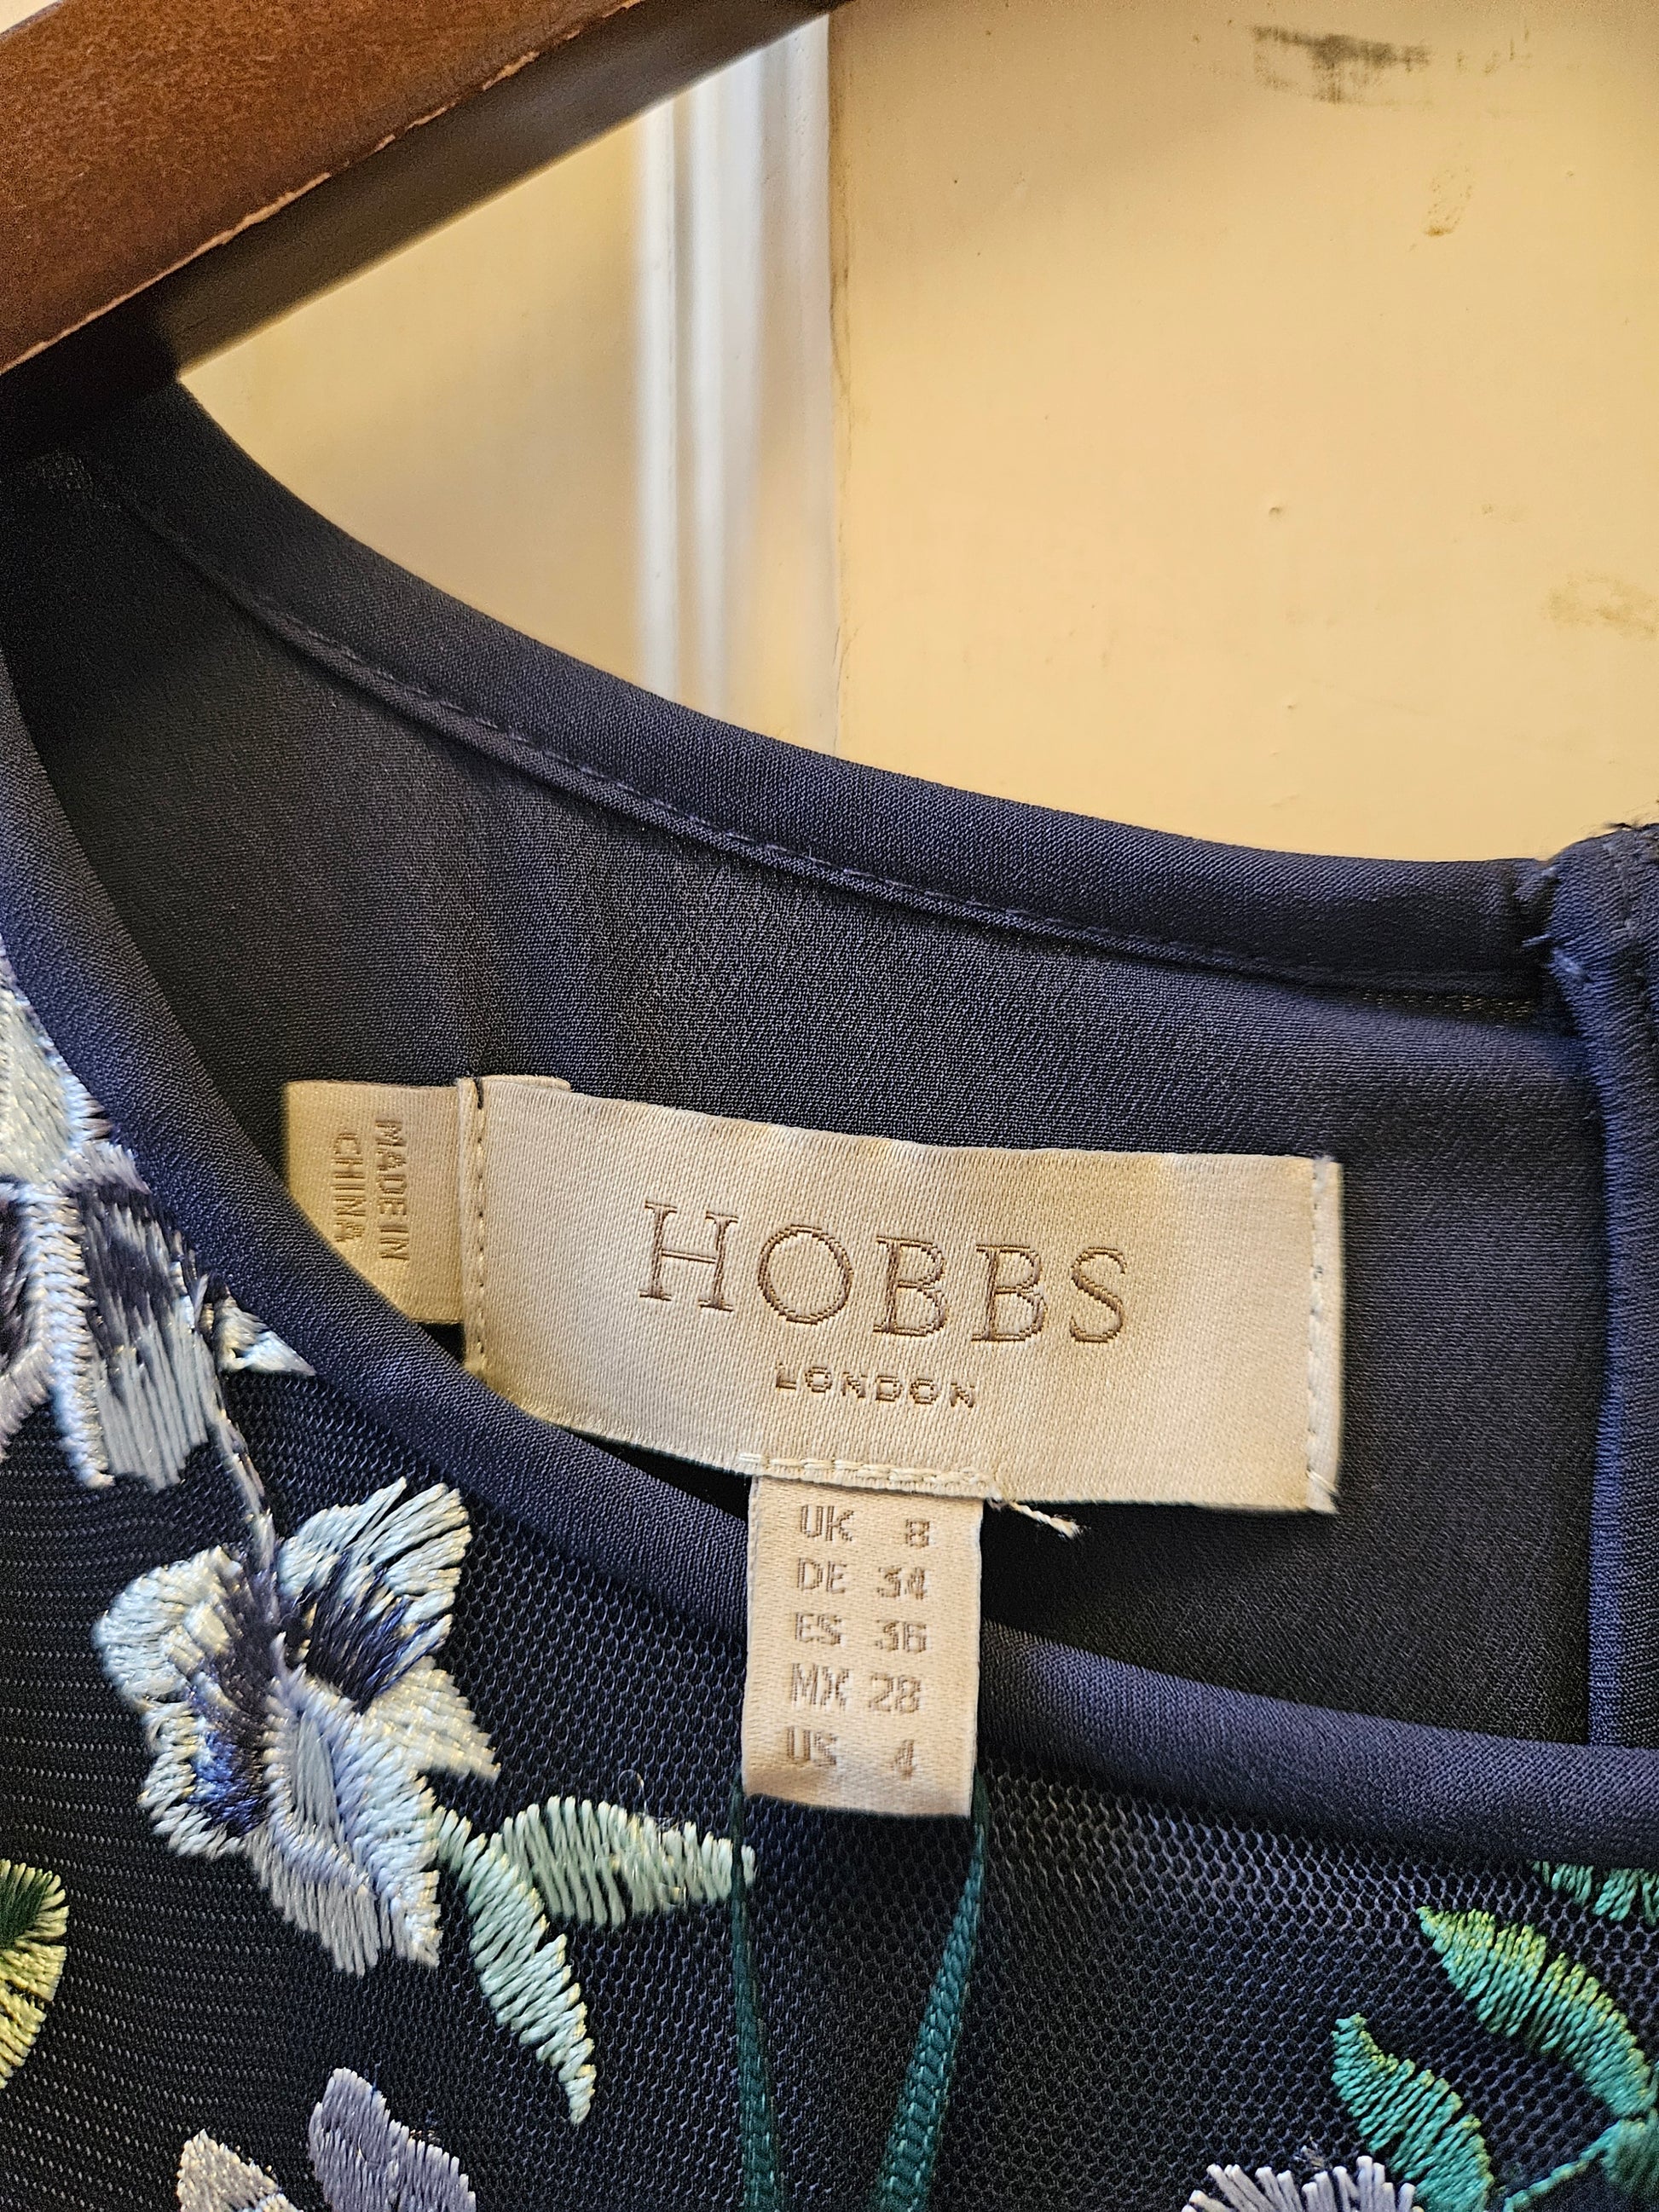 MADE IN
CHINA
HOBBS
LONDON
UK 8
DE 34
ES 36
MX 28
US 4